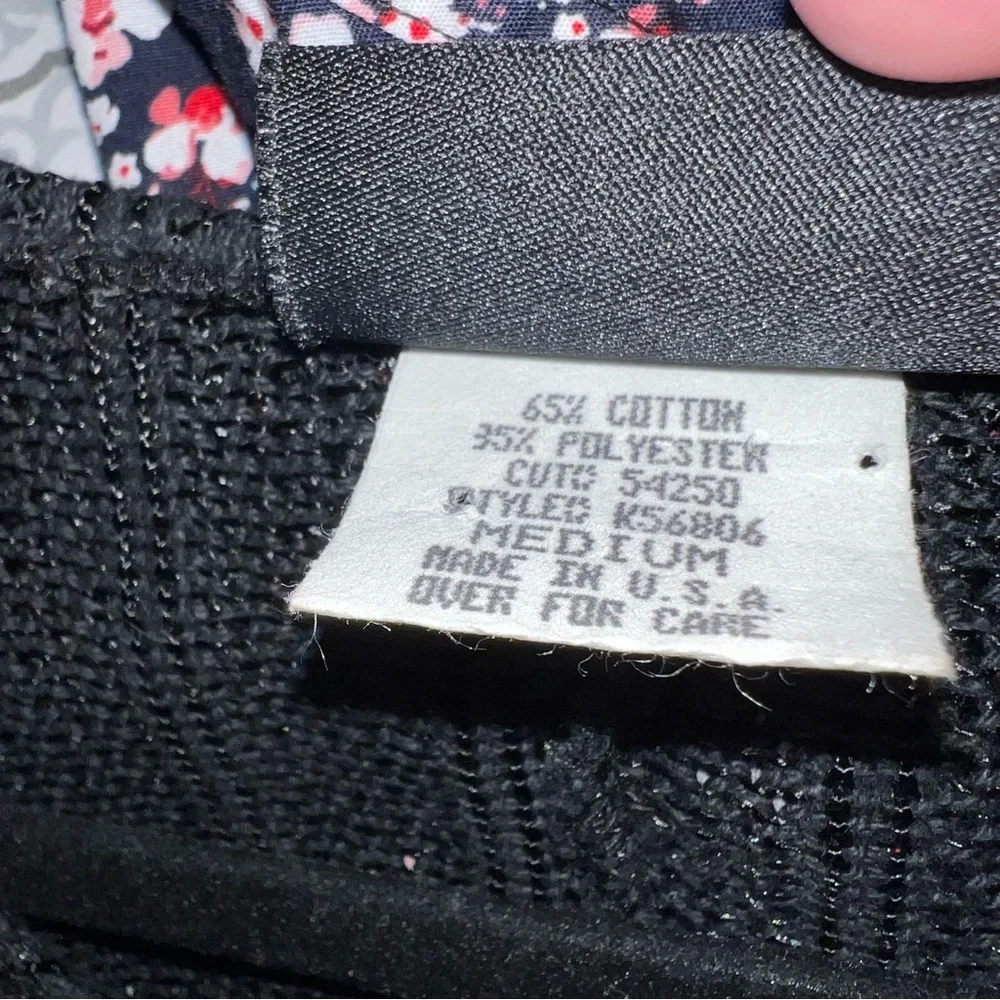 65% COTTON
35% POLYESTER
CUT# 54250
STYLE# K56806
MEDIUM
MADE IN U.S.A.
OVER FOR CARE